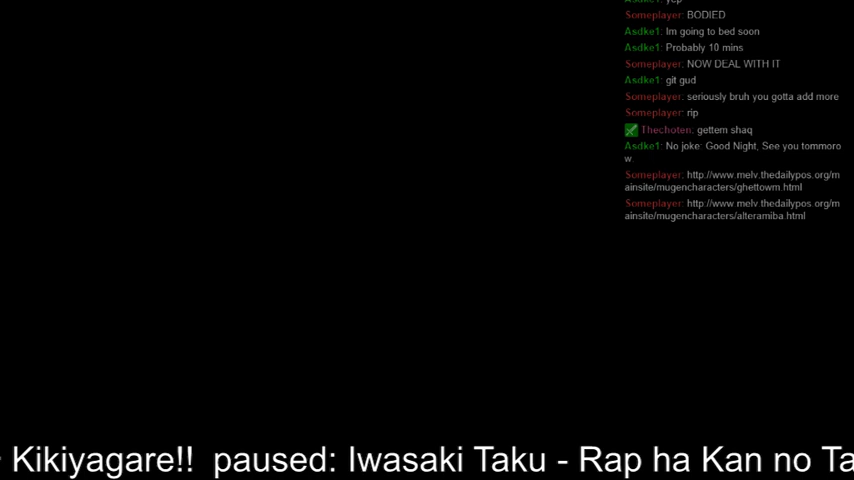 Asdke1: yep
Someplayer: BODIED
Asdke1: Im going to bed soon
Asdke1: Probably 10 mins
Someplayer: NOW DEAL WITH IT
Asdke1: git gud
Someplayer: seriously bruh you gotta add more
Someplayer: rip
Thechoten: gettem shaq
Asdke1: No joke: Good Night, See you tommoro
w.
Someplayer: http://www.melv.thedailypos.org/m
ainsite/mugencharacters/ghettowm.html
Someplayer: http://www.melv.thedailypos.org/m
ainsite/mugencharacters/alteramiba.html
Kikiyagare!! paused: Iwasaki Taku - Rap ha Kan no Ta